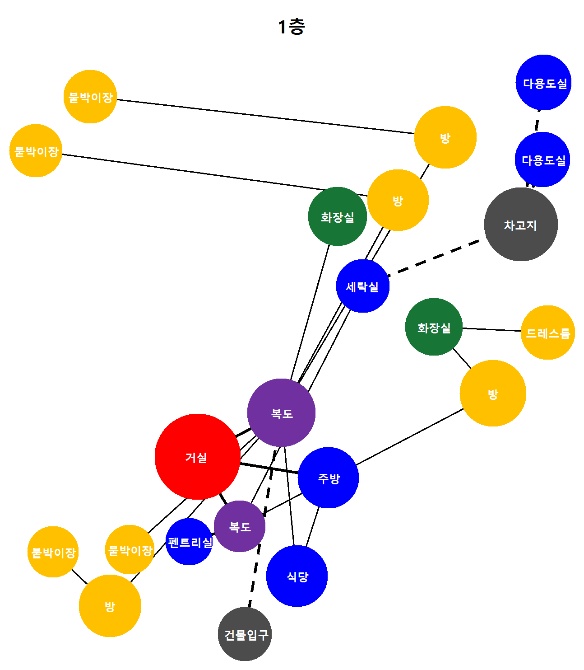 1층
다용도실
붙박이장
방
붙박이장
다용도실
방
화장실
차고지
세탁실
화장실
드레스룸
방
복도
거실
주방
복도
펜트리실
붙박이장
붙박이장
식당
방
건물입구